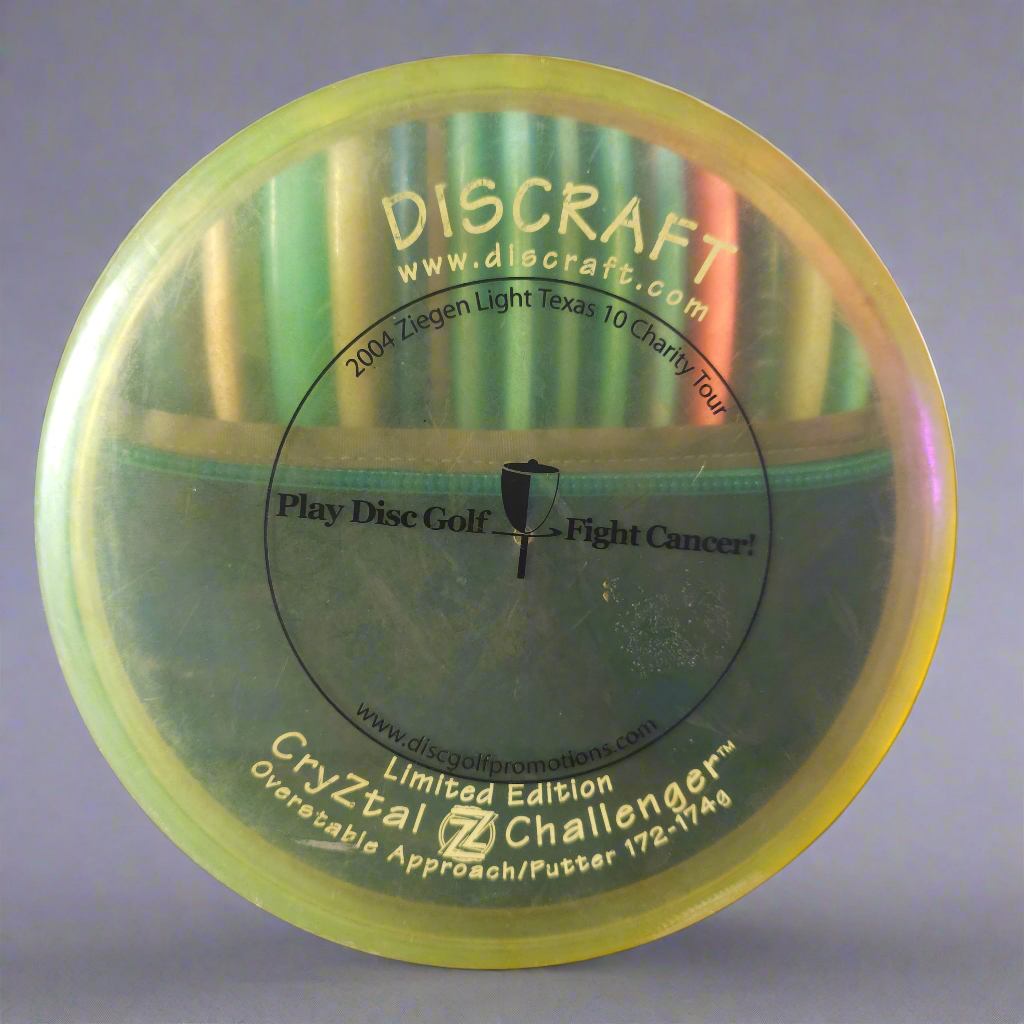 DISCRAFT
www.discraft.com
2004 Ziegen Light Texas 10 Charity Tour
Play Disc Golf Fight Cancer!
www.discgolfpromotions.com
Limited Edition
CryZtal Z Challenger™
Overstable Approach/Putter 172-174g